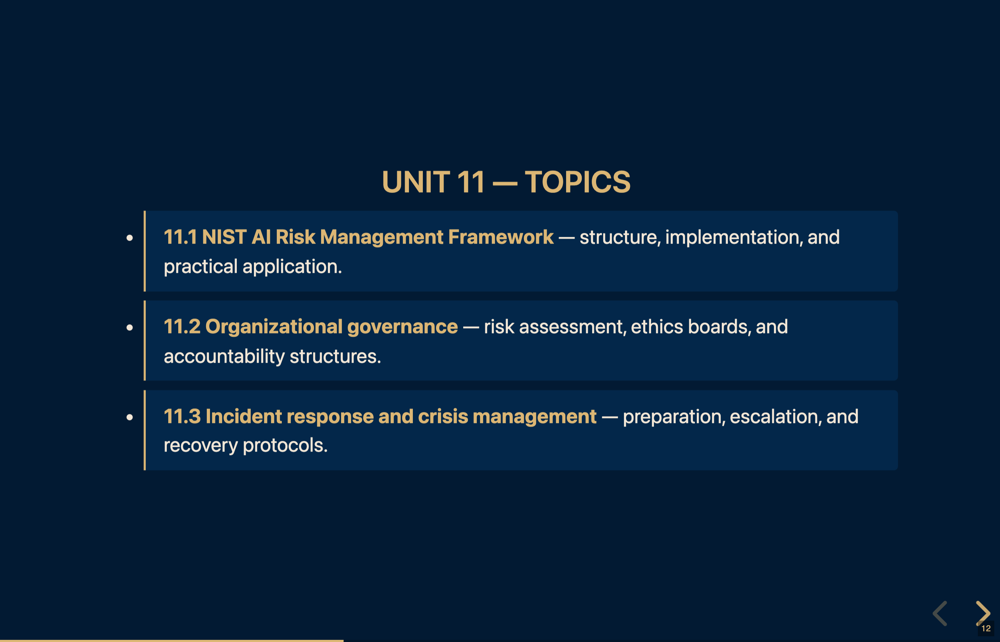 UNIT 11 — TOPICS
• 11.1 NIST AI Risk Management Framework — structure, implementation, and
practical application.
• 11.2 Organizational governance — risk assessment, ethics boards, and
accountability structures.
• 11.3 Incident response and crisis management — preparation, escalation, and
recovery protocols.
12